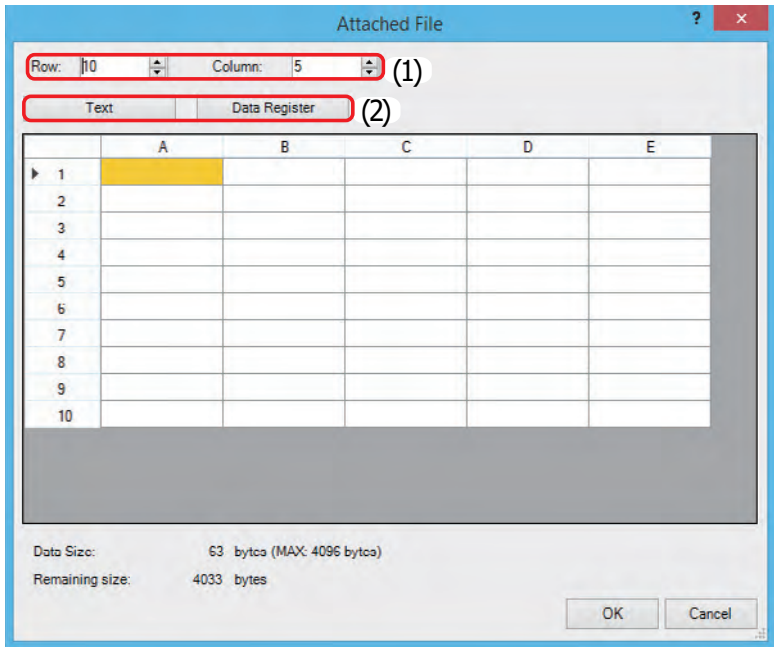 Attached File ? ×
Row: 10 Column: 5 (1)
Text Data Register (2)
A B C D E
1
2
3
4
5
6
7
8
9
10
Data Size: 63 bytes (MAX: 4096 bytes)
Remaining size: 4033 bytes
OK Cancel